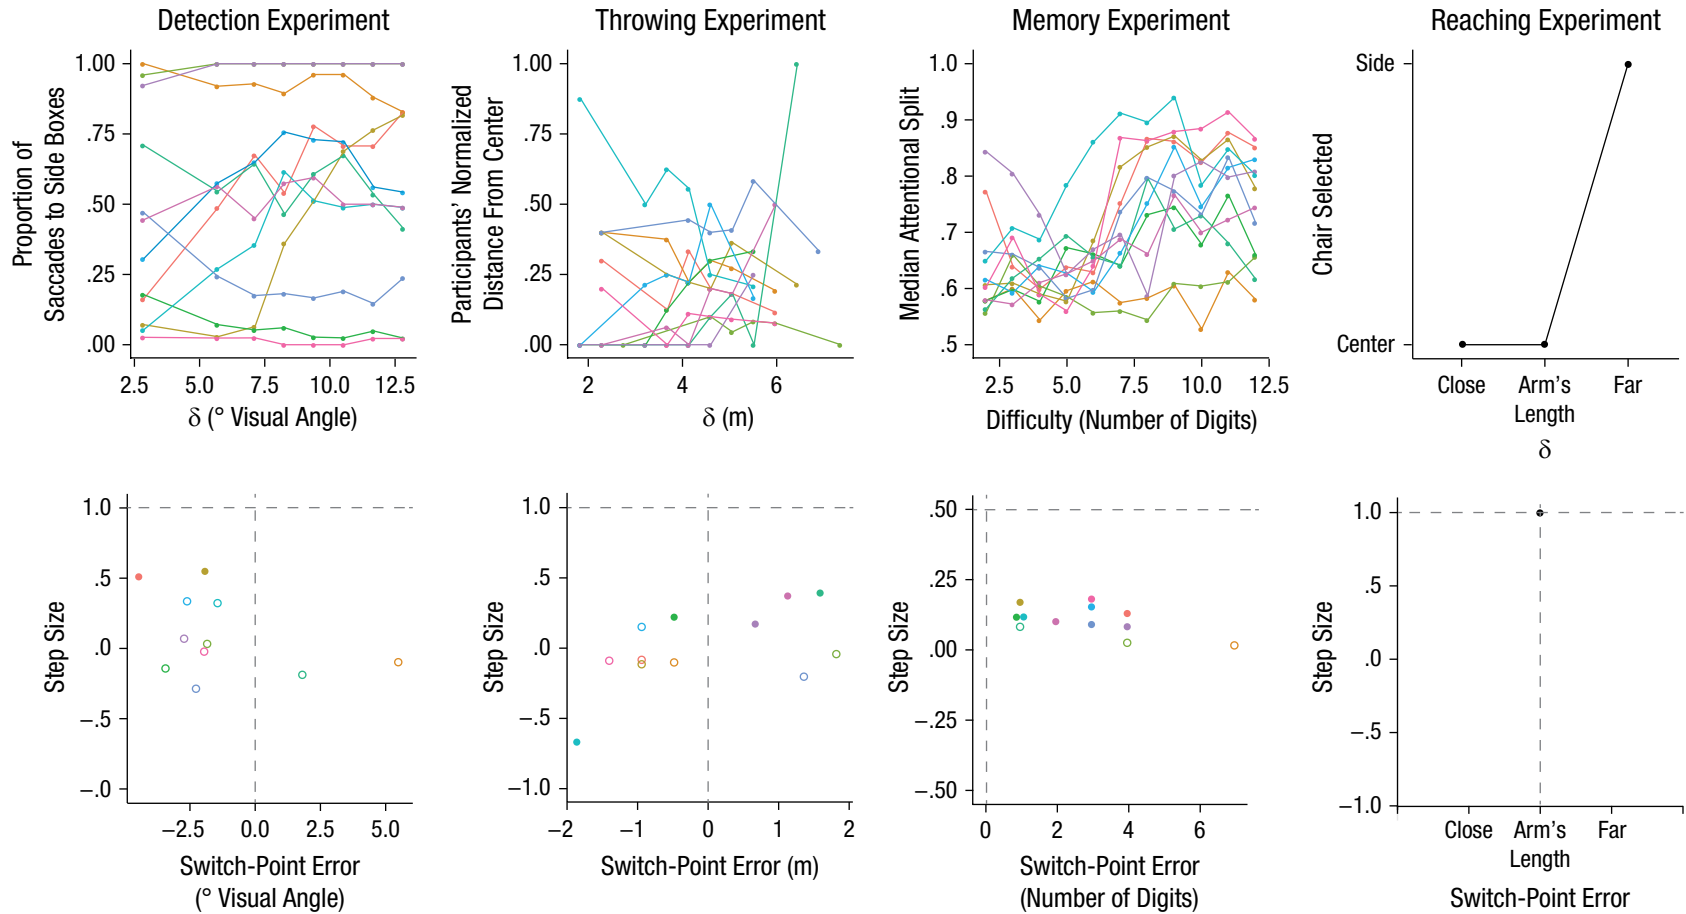 Detection Experiment
Throwing Experiment
Memory Experiment
Reaching Experiment
Proportion of
Saccades to Side Boxes
1.00
.75
.50
.25
.00
2.5 5.0 7.5 10.0 12.5
δ (° Visual Angle)
Participants' Normalized
Distance From Center
1.00
.75
.50
.25
.00
2 4 6
δ (m)
Median Attentional Split
1.0
.9
.8
.7
.6
.5
2.5 5.0 7.5 10.0 12.5
Difficulty (Number of Digits)
Chair Selected
Side
Center
Close Arm's Far
Length
δ
Step Size
1.0
.5
.0
–.5
–.0
–2.5 0.0 2.5 5.0
Switch-Point Error
(° Visual Angle)
Step Size
1.0
.5
.0
–.5
–1.0
–2 –1 0 1 2
Switch-Point Error (m)
Step Size
.50
.25
.00
–.25
–.50
0 2 4 6
Switch-Point Error
(Number of Digits)
Step Size
1.0
.5
.0
–.5
–1.0
Close Arm's Far
Length
Switch-Point Error